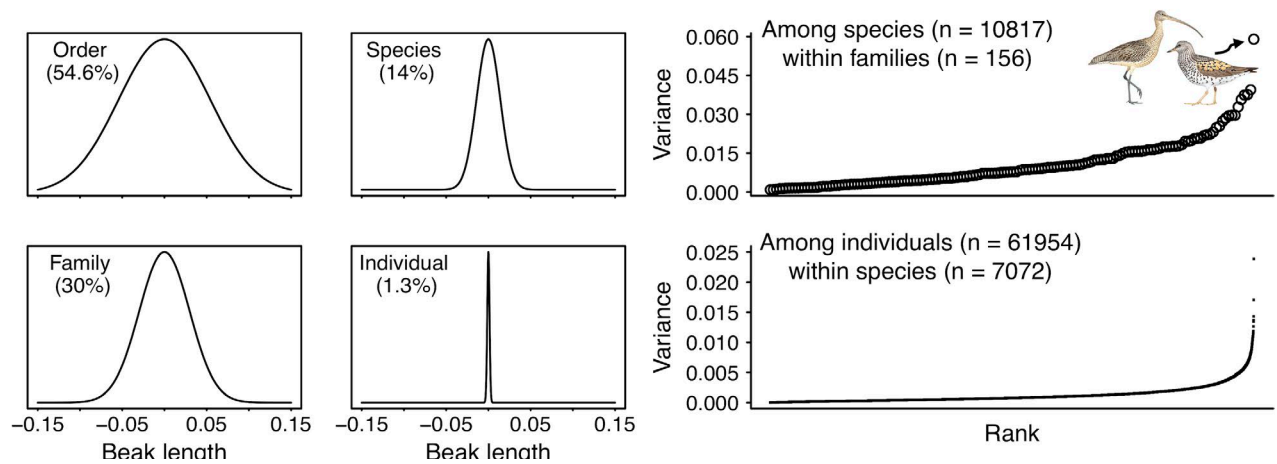 Order
(54.6%)
Species
(14%)
Family
(30%)
−0.15
−0.05
0.05
0.15
Beak length
Individual
(1.3%)
−0.15
−0.05
0.05
0.15
Beak length
Variance
0.060
0.045
0.030
0.015
0.000
Among species (n = 10817)
within families (n = 156)
Variance
0.025
0.020
0.015
0.010
0.005
0.000
Among individuals (n = 61954)
within species (n = 7072)
Rank